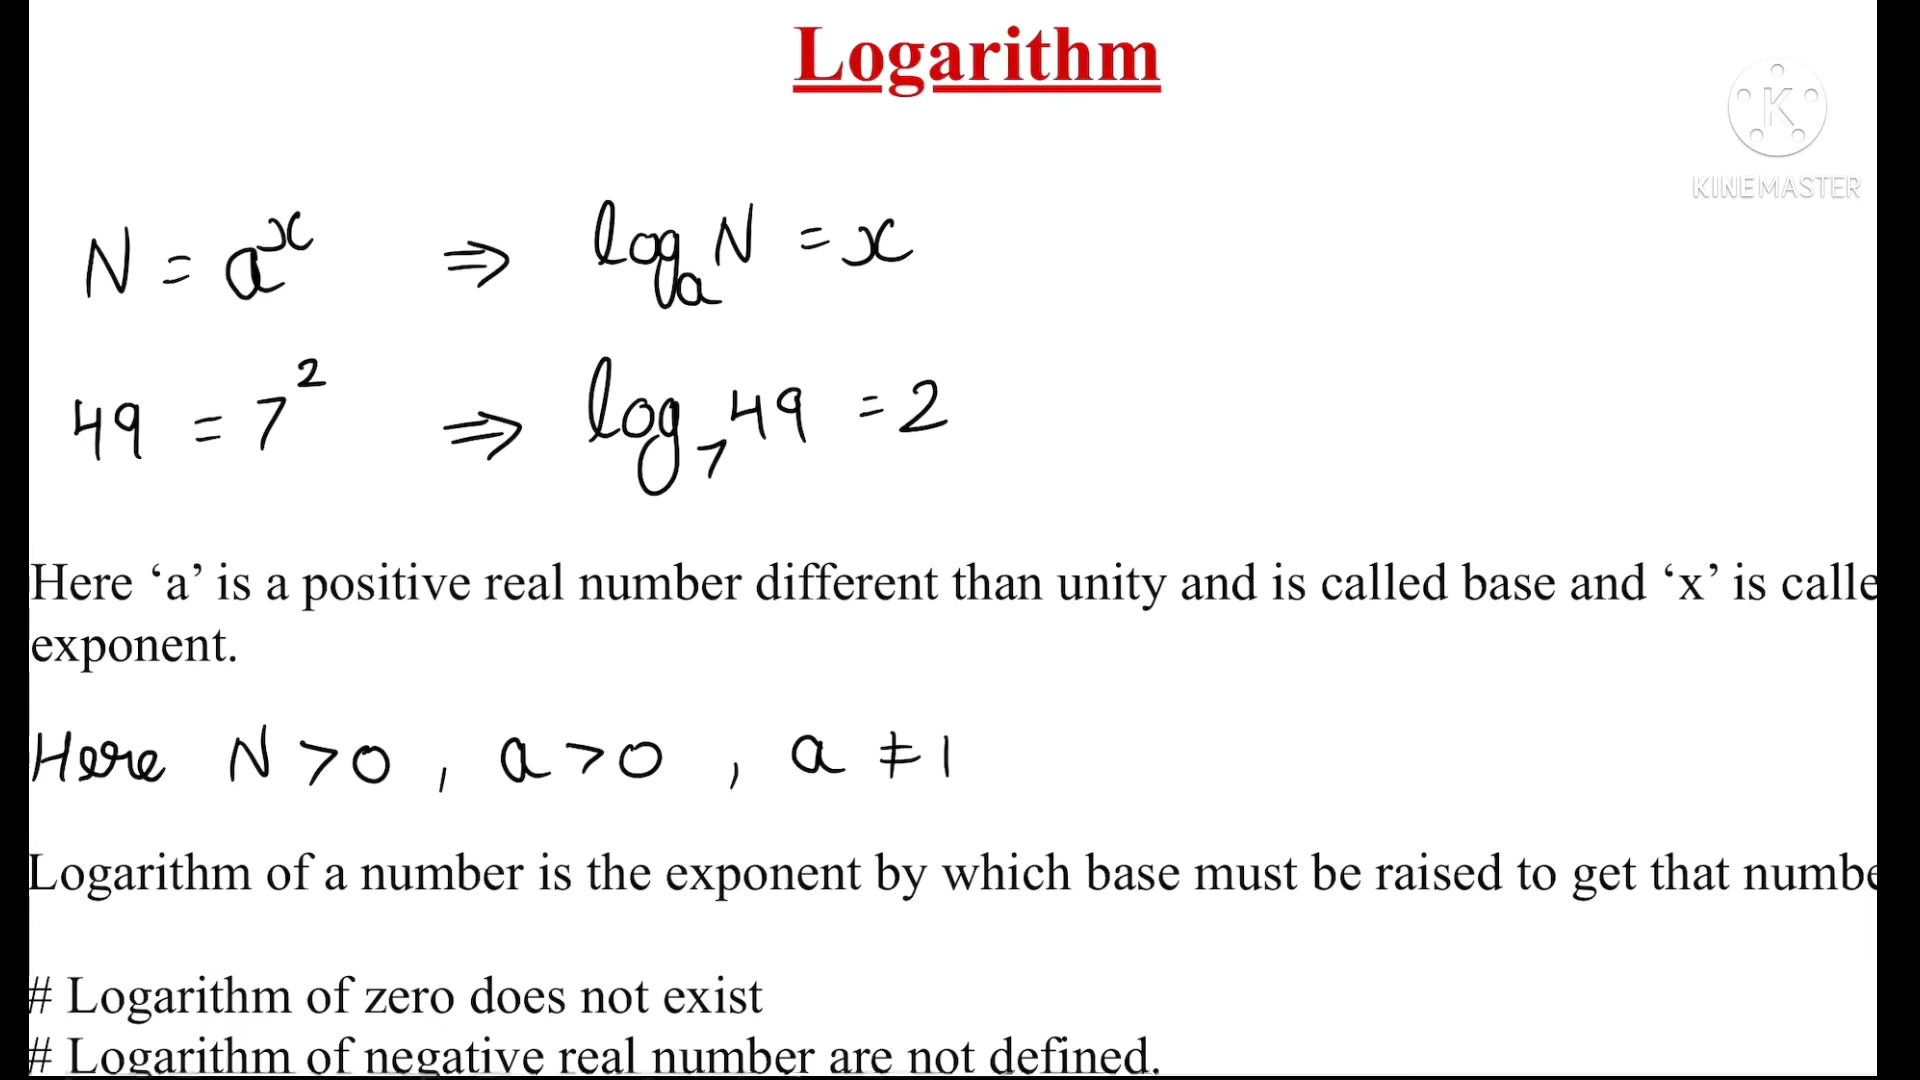 Logarithm
K
KINEMASTER
N = a^x ⇒ log_a N = x
49 = 7^2 ⇒ log_7 49 = 2
Here ‘a’ is a positive real number different than unity and is called base and ‘x’ is calle
exponent.
Here N > 0 , a > 0 , a ≠ 1
Logarithm of a number is the exponent by which base must be raised to get that numbe
# Logarithm of zero does not exist
# Logarithm of negative real number are not defined.